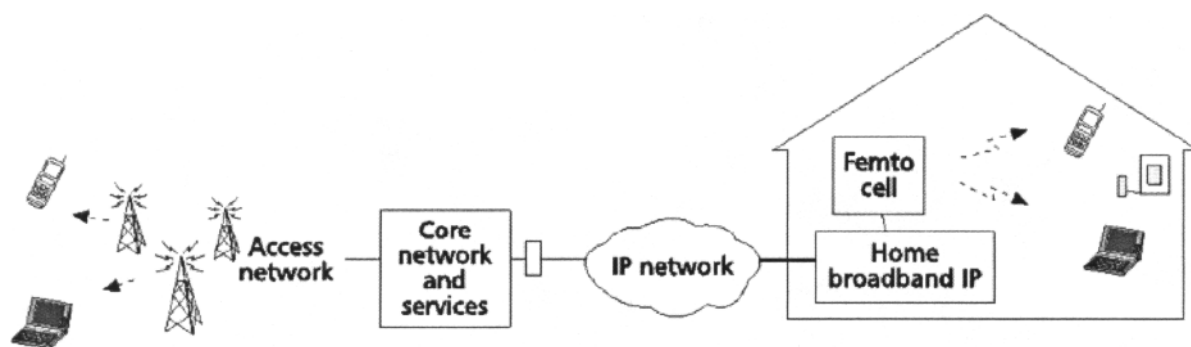 Access
network
Core
network
and
services
IP network
Femto
cell
Home
broadband IP